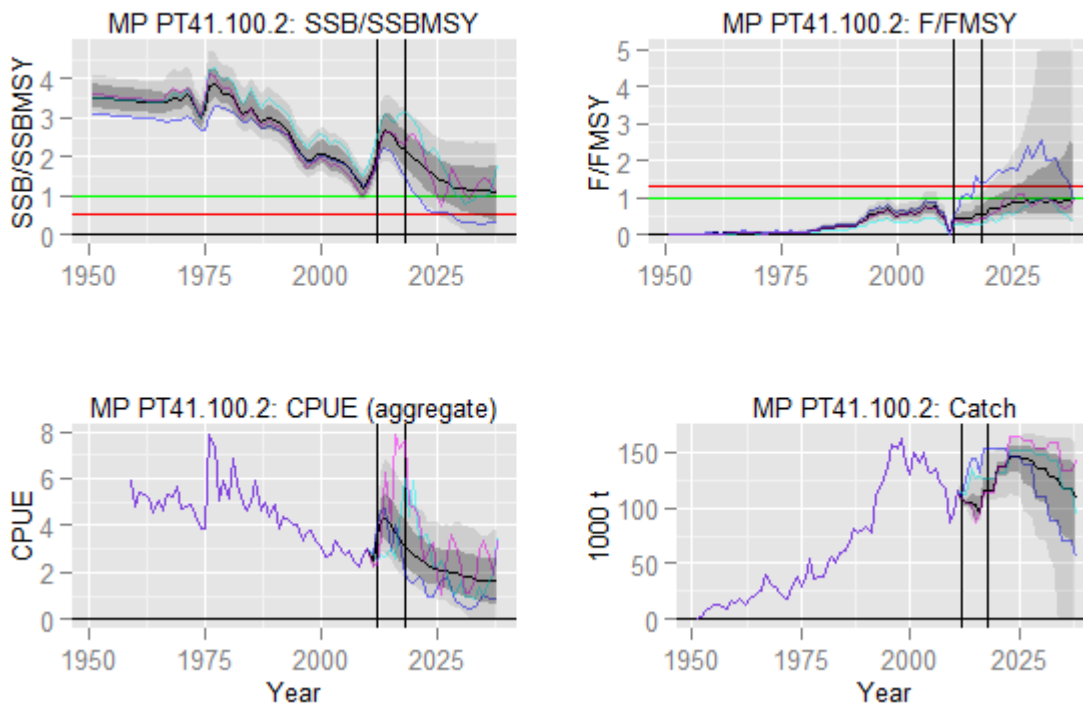 MP PT41.100.2: SSB/SSBMSY
SSB/SSBMSY
4
3
2
1
0
1950 1975 2000 2025
MP PT41.100.2: F/FMSY
F/FMSY
5
4
3
2
1
0
1950 1975 2000 2025
MP PT41.100.2: CPUE (aggregate)
CPUE
8
6
4
2
0
1950 1975 2000 2025
Year
MP PT41.100.2: Catch
1000 t
150
100
50
0
1950 1975 2000 2025
Year